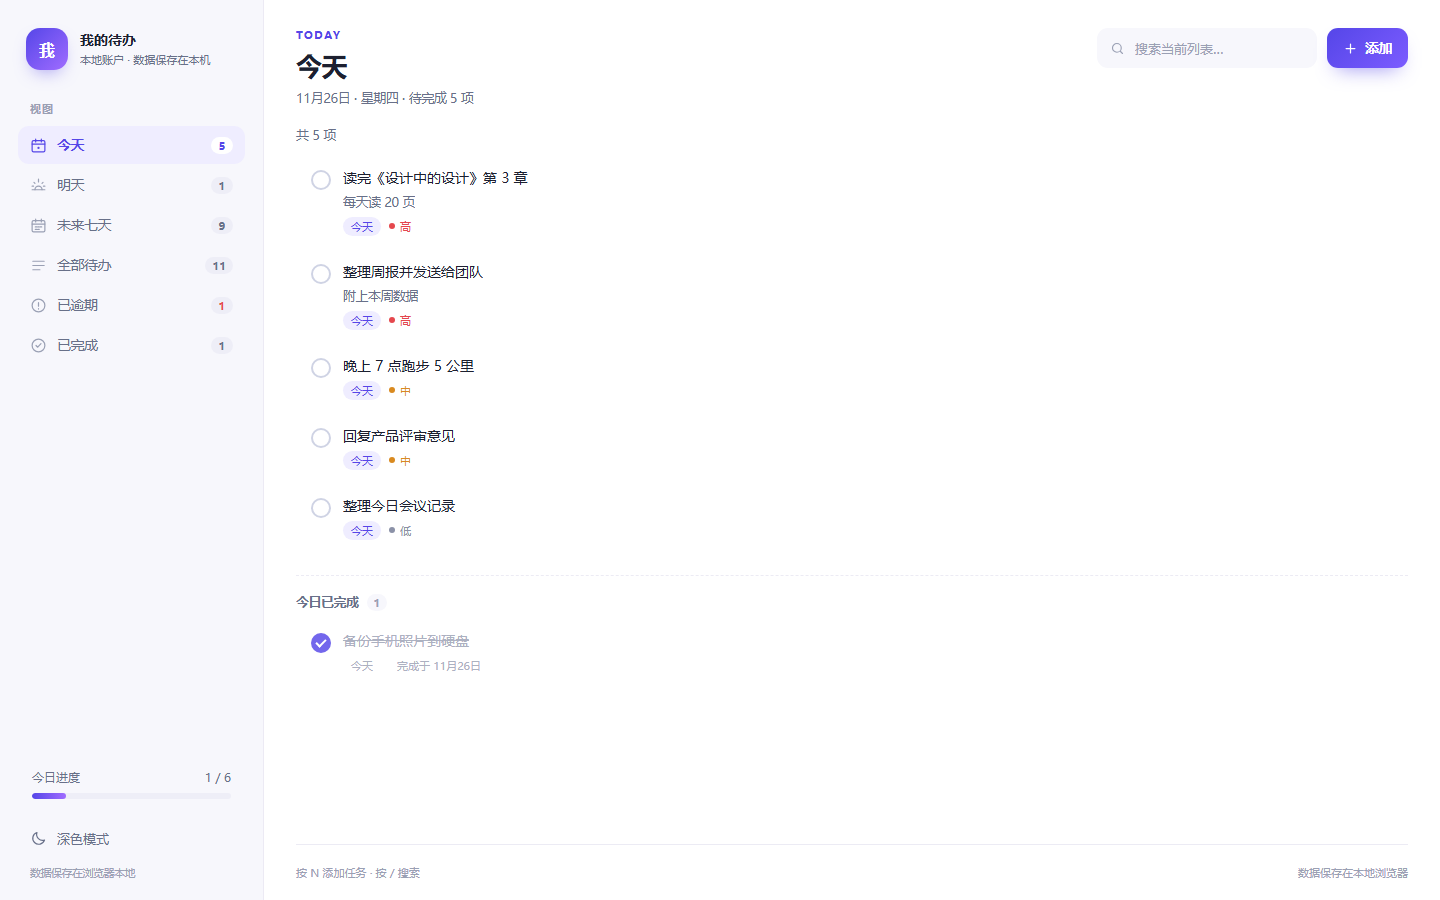 我
我的待办
本地账户 · 数据保存在本机
视图
今天 5
明天 1
未来七天 9
全部待办 11
已逾期 1
已完成 1
今日进度 1 / 6
深色模式
数据保存在浏览器本地
TODAY
今天
11月26日 · 星期四 · 待完成 5 项
搜索当前列表...
添加
共 5 项
读完《设计中的设计》第 3 章
每天读 20 页
今天 高
整理周报并发送给团队
附上本周数据
今天 高
晚上 7 点跑步 5 公里
今天 中
回复产品评审意见
今天 中
整理今日会议记录
今天 低
今日已完成 1
备份手机照片到硬盘
今天 完成于 11月26日
按 N 添加任务 · 按 / 搜索
数据保存在本地浏览器